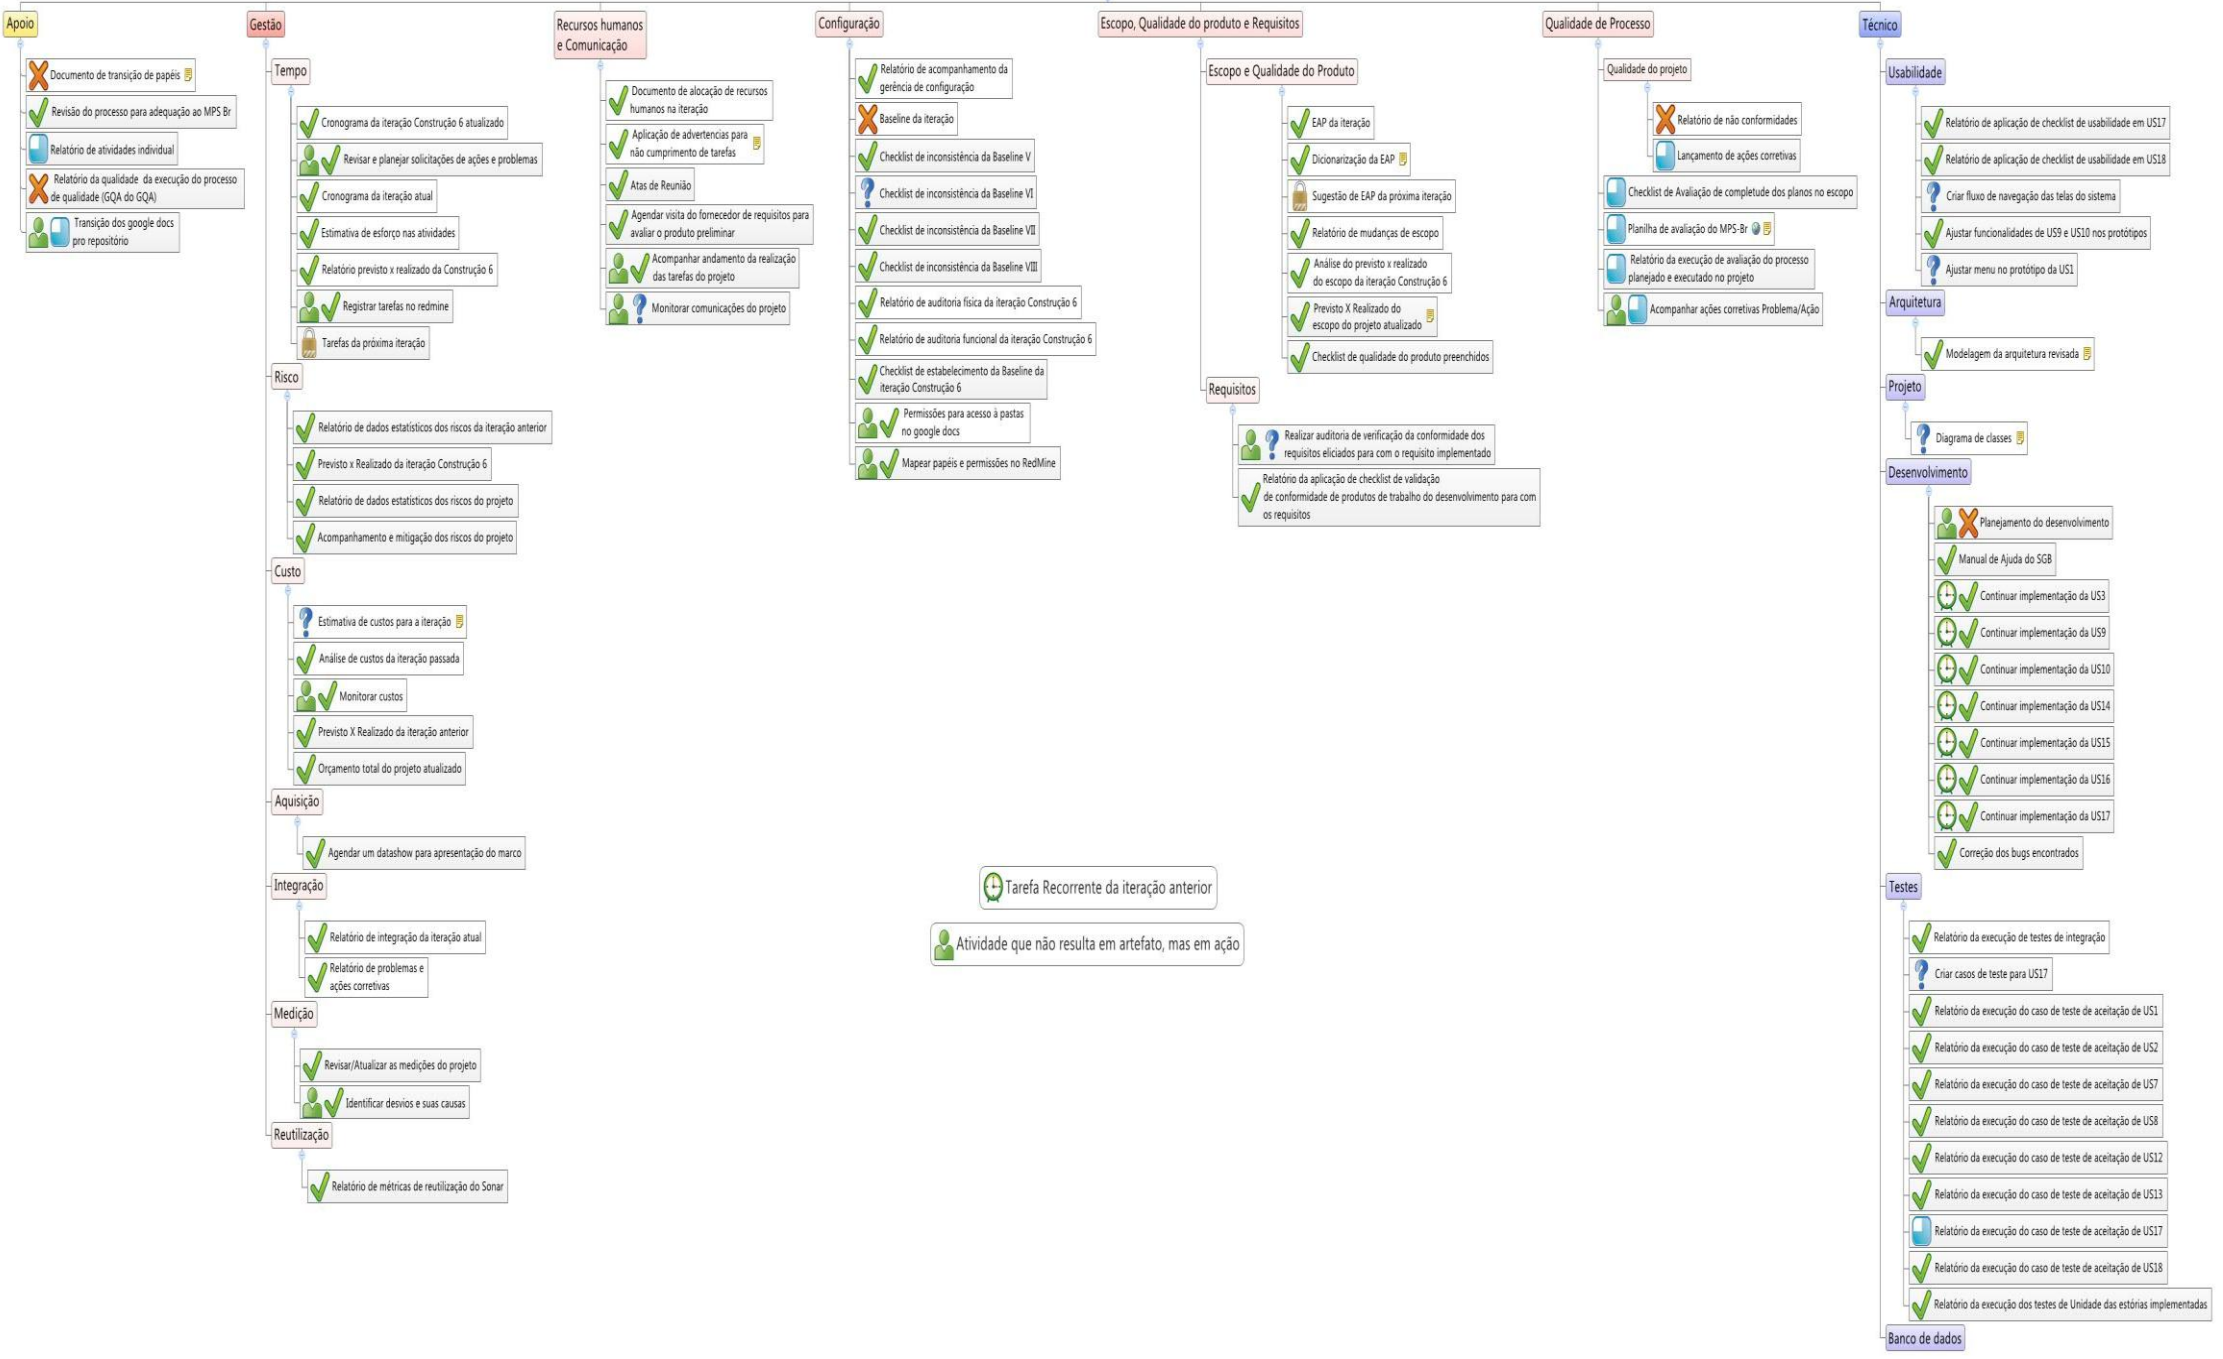 Apoio
Documento de transição de papéis
Revisão do processo para adequação ao MPS Br
Relatório de atividades individual
Relatório da qualidade da execução do processo
de qualidade (GQA do GQA)
Transição dos google docs
pro repositório
Gestão
Tempo
Cronograma da iteração Construção 6 atualizado
Revisar e planejar solicitações de ações e problemas
Cronograma da iteração atual
Estimativa de esforço nas atividades
Relatório previsto x realizado da Construção 6
Registrar tarefas no redmine
Tarefas da próxima iteração
Risco
Relatório de dados estatísticos dos riscos da iteração anterior
Previsto x Realizado da iteração Construção 6
Relatório de dados estatísticos dos riscos do projeto
Acompanhamento e mitigação dos riscos do projeto
Custo
Estimativa de custos para a iteração
Análise de custos da iteração passada
Monitorar custos
Previsto X Realizado da iteração anterior
Orçamento total do projeto atualizado
Aquisição
Agendar um datashow para apresentação do marco
Integração
Relatório de integração da iteração atual
Relatório de problemas e
ações corretivas
Medição
Revisar/Atualizar as medições do projeto
Identificar desvios e suas causas
Reutilização
Relatório de métricas de reutilização do Sonar
Recursos humanos
e Comunicação
Documento de alocação de recursos
humanos na iteração
Aplicação de advertencias para
não cumprimento de tarefas
Atas de Reunião
Agendar visita do fornecedor de requisitos para
avaliar o produto preliminar
Acompanhar andamento da realização
das tarefas do projeto
Monitorar comunicações do projeto
Configuração
Relatório de acompanhamento da
gerência de configuração
Baseline da iteração
Checklist de inconsistência da Baseline V
Checklist de inconsistência da Baseline VI
Checklist de inconsistência da Baseline VII
Checklist de inconsistência da Baseline VIII
Relatório de auditoria física da iteração Construção 6
Relatório de auditoria funcional da iteração Construção 6
Checklist de estabelecimento da Baseline da
iteração Construção 6
Permissões para acesso à pastas
no google docs
Mapear papéis e permissões no RedMine
Escopo, Qualidade do produto e Requisitos
Escopo e Qualidade do Produto
EAP da iteração
Dicionarização da EAP
Sugestão de EAP da próxima iteração
Relatório de mudanças de escopo
Análise do previsto x realizado
do escopo da iteração Construção 6
Previsto X Realizado do
escopo do projeto atualizado
Checklist de qualidade do produto preenchidos
Requisitos
Realizar auditoria de verificação da conformidade dos
requisitos eliciados para com o requisito implementado
Relatório da aplicação de checklist de validação
de conformidade de produtos de trabalho do desenvolvimento para com
os requisitos
Qualidade de Processo
Qualidade do projeto
Relatório de não conformidades
Lançamento de ações corretivas
Checklist de Avaliação de completude dos planos no escopo
Planilha de avaliação do MPS-Br
Relatório da execução de avaliação do processo
planejado e executado no projeto
Acompanhar ações corretivas Problema/Ação
Técnico
Usabilidade
Relatório de aplicação de checklist de usabilidade em US17
Relatório de aplicação de checklist de usabilidade em US18
Criar fluxo de navegação das telas do sistema
Ajustar funcionalidades de US9 e US10 nos protótipos
Ajustar menu no protótipo da US1
Arquitetura
Modelagem da arquitetura revisada
Projeto
Diagrama de classes
Desenvolvimento
Planejamento do desenvolvimento
Manual de Ajuda do SGB
Continuar implementação da US3
Continuar implementação da US9
Continuar implementação da US10
Continuar implementação da US14
Continuar implementação da US15
Continuar implementação da US16
Continuar implementação da US17
Correção dos bugs encontrados
Testes
Relatório da execução de testes de integração
Criar casos de teste para US17
Relatório da execução do caso de teste de aceitação de US1
Relatório da execução do caso de teste de aceitação de US2
Relatório da execução do caso de teste de aceitação de US7
Relatório da execução do caso de teste de aceitação de US8
Relatório da execução do caso de teste de aceitação de US12
Relatório da execução do caso de teste de aceitação de US13
Relatório da execução do caso de teste de aceitação de US17
Relatório da execução do caso de teste de aceitação de US18
Relatório da execução dos testes de Unidade das estórias implementadas
Banco de dados
Tarefa Recorrente da iteração anterior
Atividade que não resulta em artefato, mas em ação